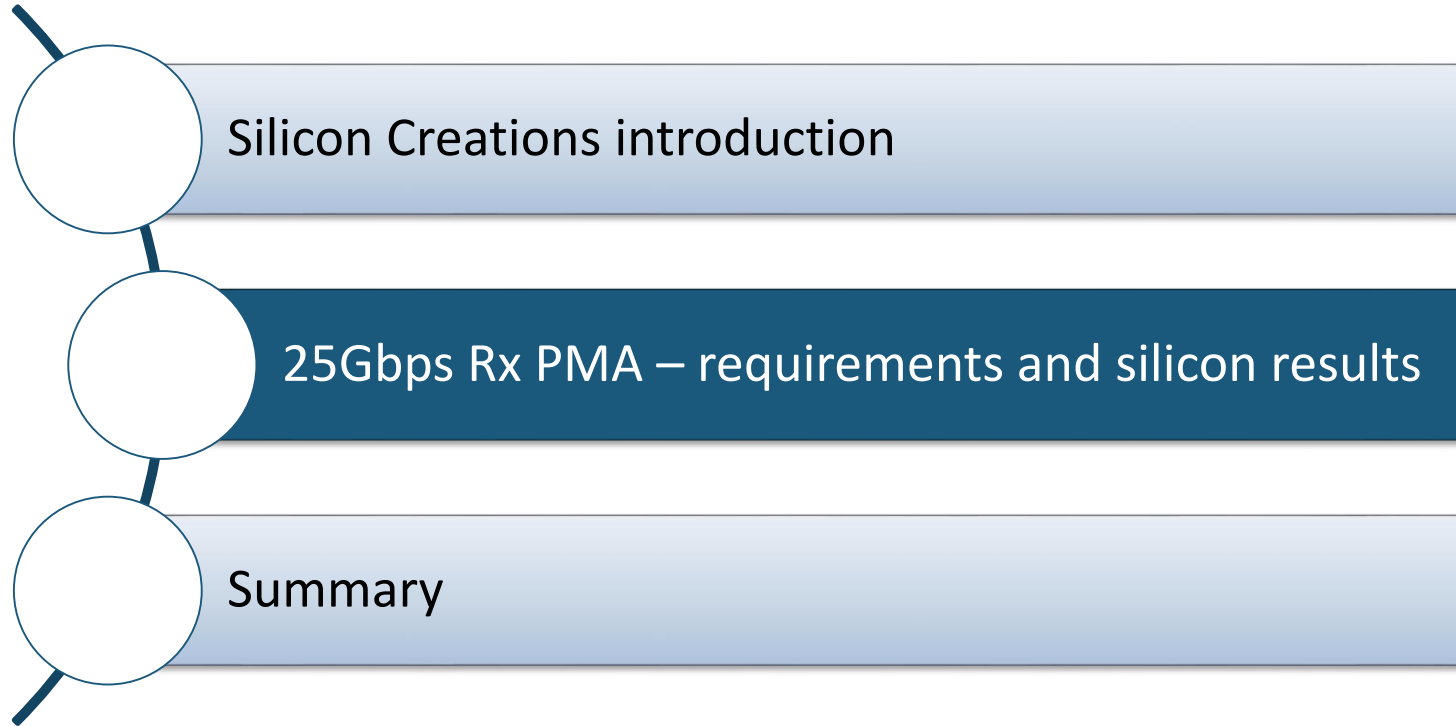 Silicon Creations introduction
25Gbps Rx PMA – requirements and silicon results
Summary